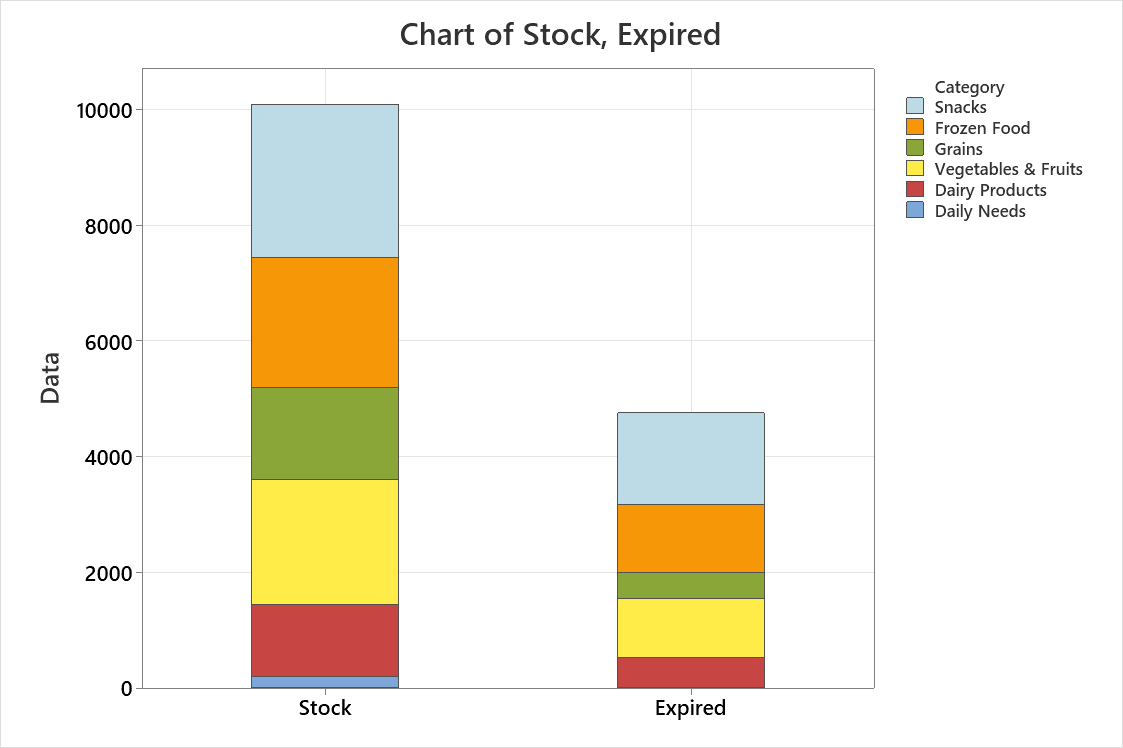 Chart of Stock, Expired
Category
Snacks
Frozen Food
Grains
Vegetables & Fruits
Dairy Products
Daily Needs
Data
10000
8000
6000
4000
2000
0
Stock
Expired